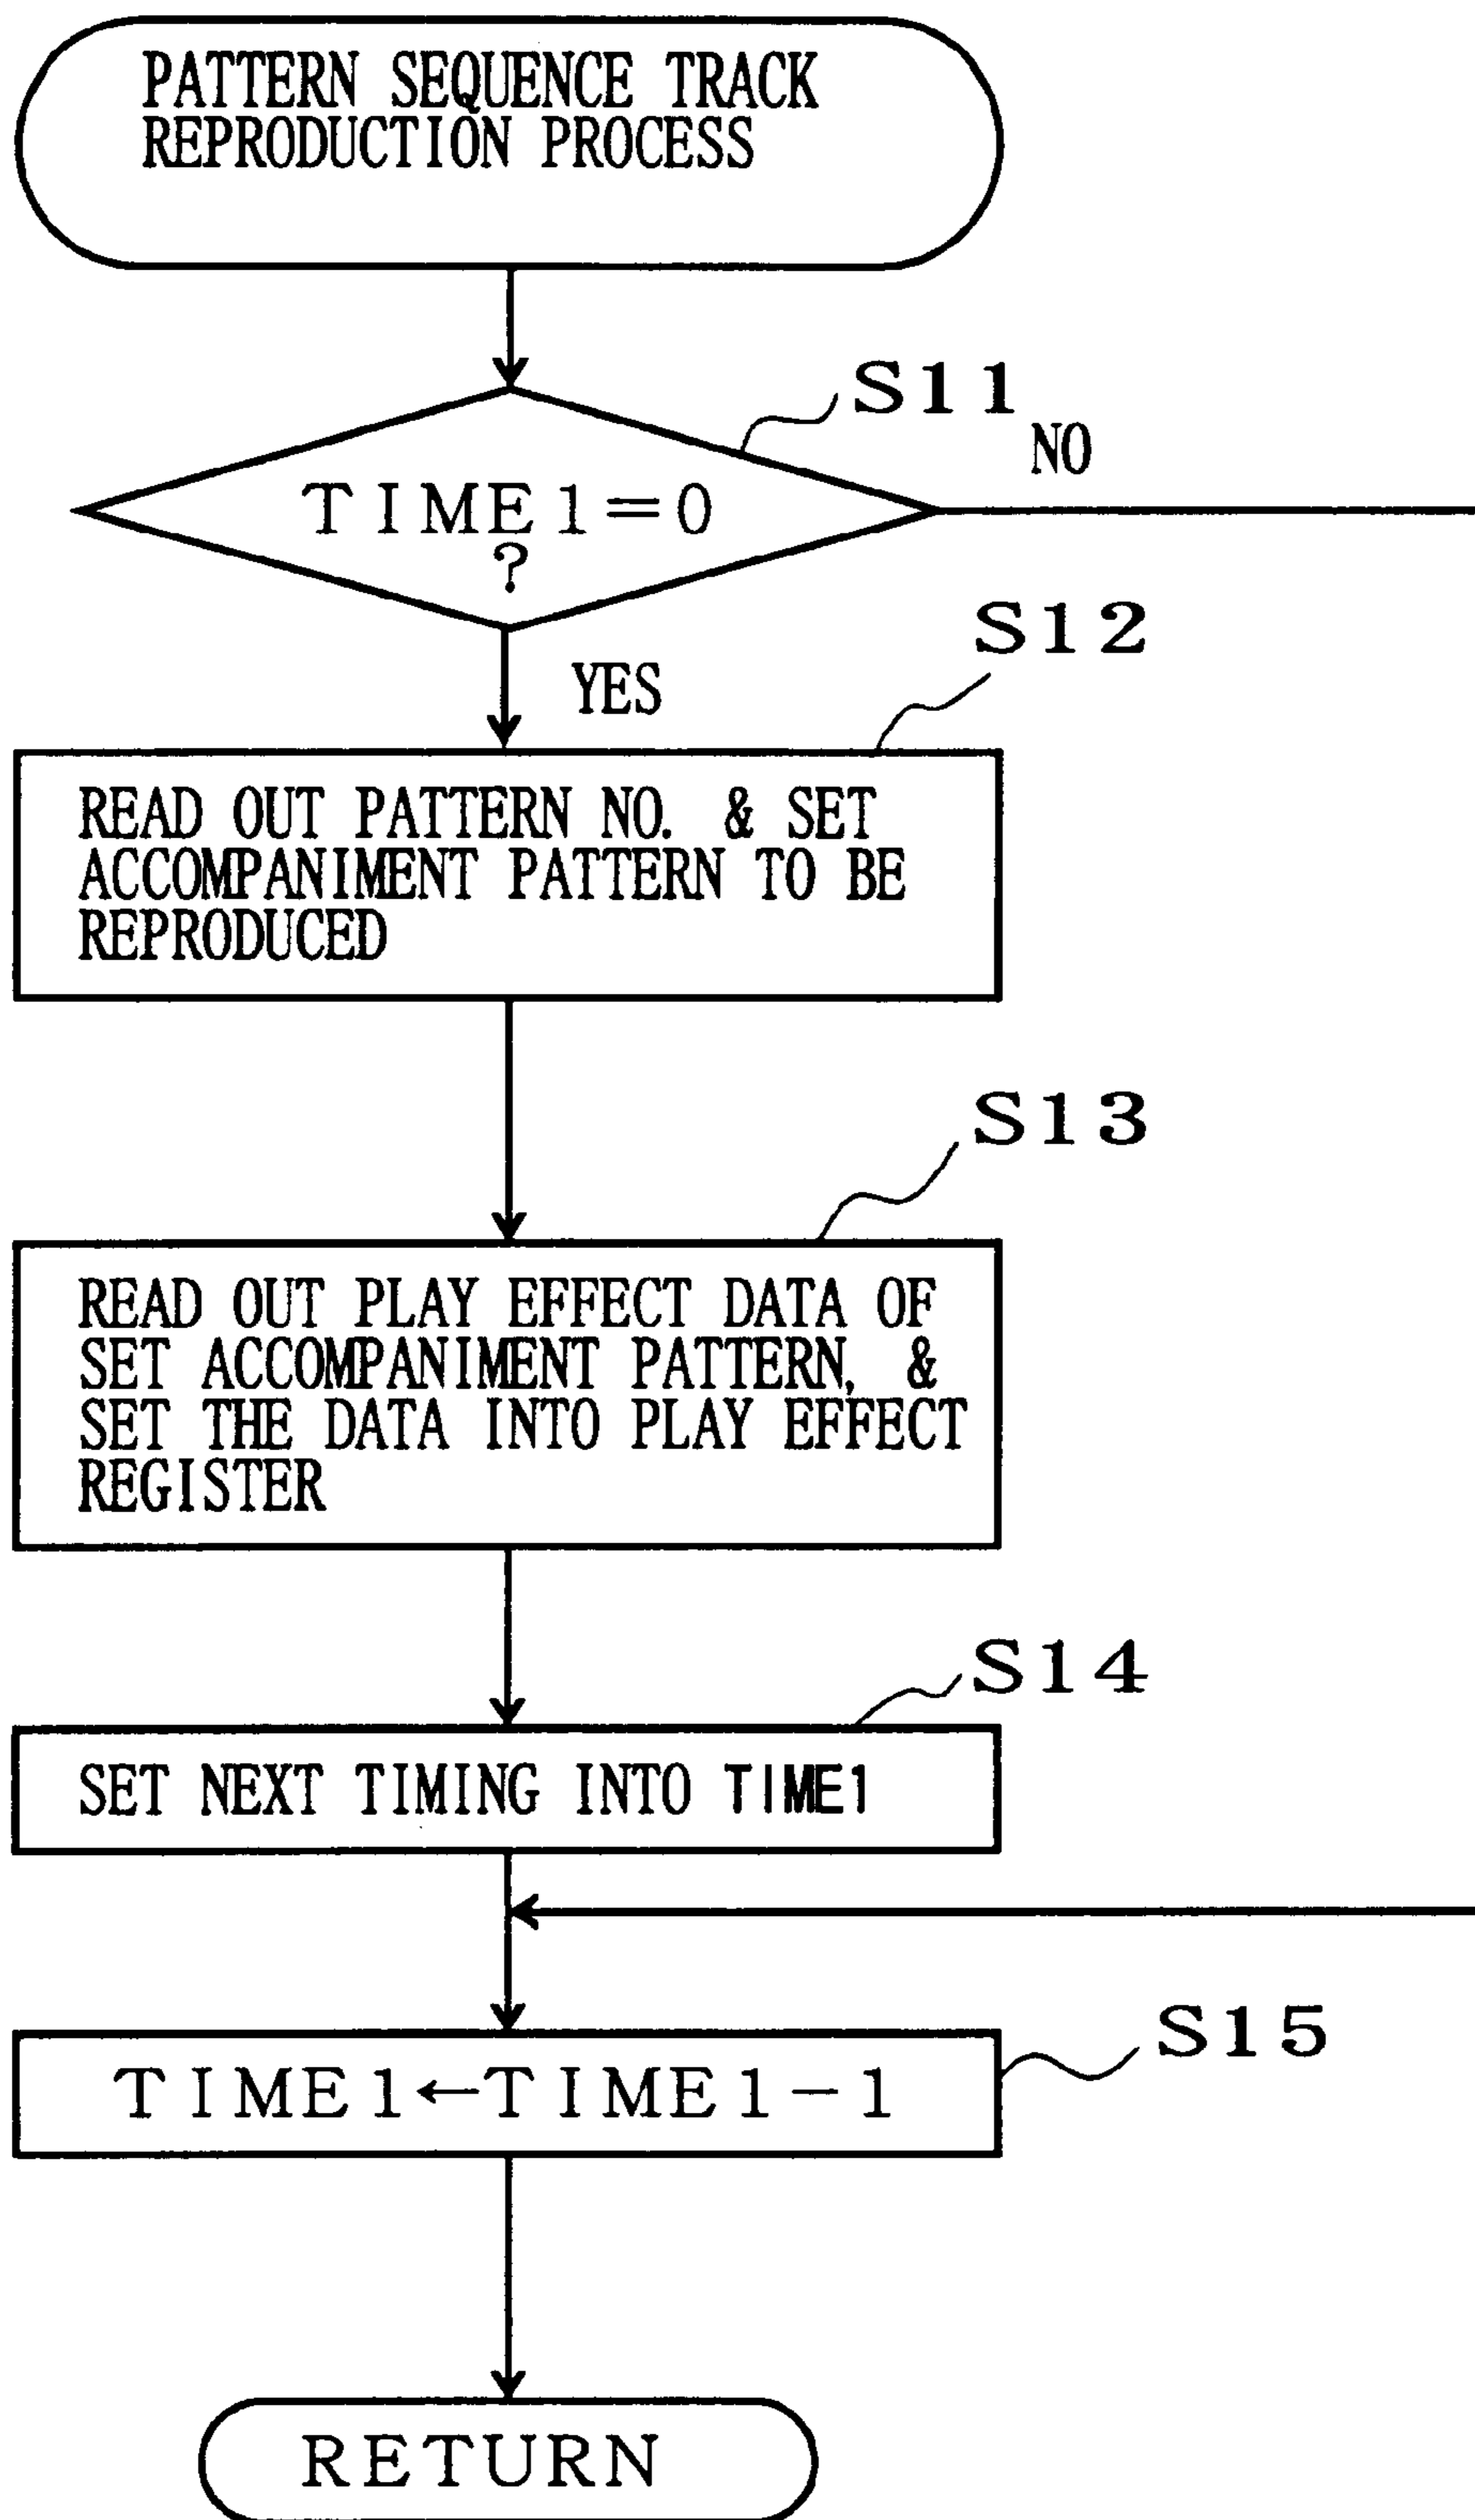 PATTERN SEQUENCE TRACK
REPRODUCTION PROCESS
S11
NO
TIME1=0
?
S12
YES
READ OUT PATTERN NO. & SET
ACCOMPANIMENT PATTERN TO BE
REPRODUCED
S13
READ OUT PLAY EFFECT DATA OF
SET ACCOMPANIMENT PATTERN, &
SET THE DATA INTO PLAY EFFECT
REGISTER
S14
SET NEXT TIMING INTO TIME1
S15
TIME1←TIME1-1
RETURN